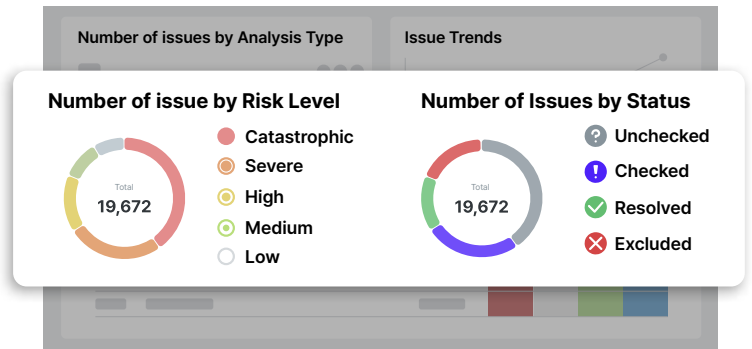 Number of issues by Analysis Type
Issue Trends
Number of issue by Risk Level
Total
19,672
Catastrophic
Severe
High
Medium
Low
Number of Issues by Status
Total
19,672
Unchecked
Checked
Resolved
Excluded